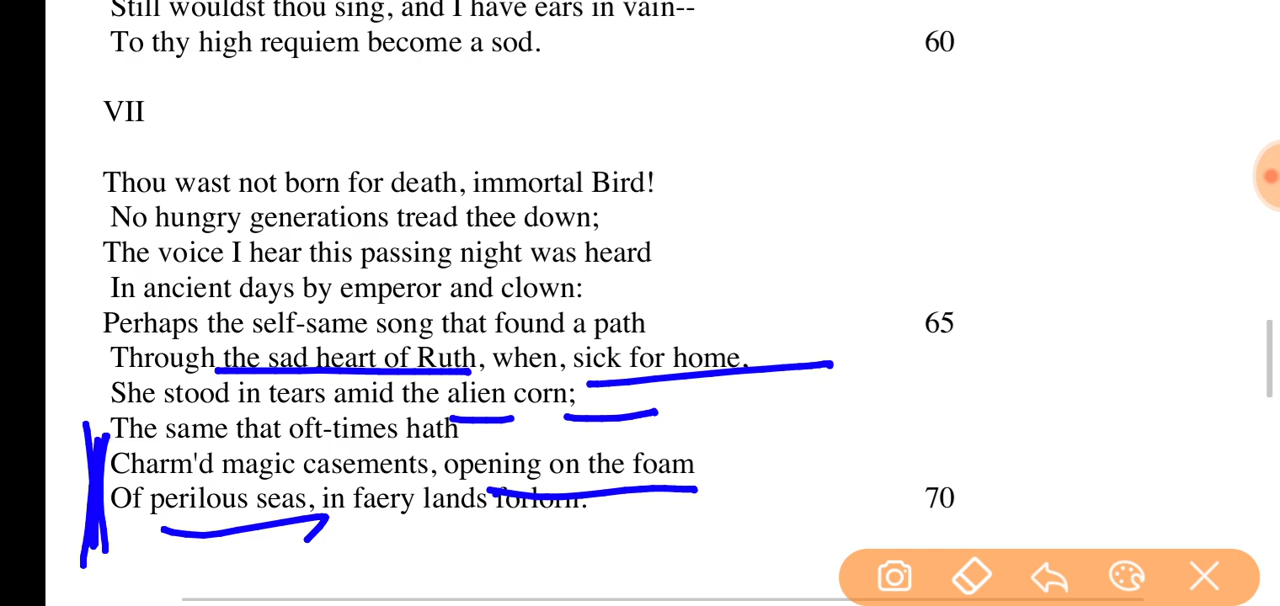 Still wouldst thou sing, and I have ears in vain--
To thy high requiem become a sod. 60
VII
Thou wast not born for death, immortal Bird!
No hungry generations tread thee down;
The voice I hear this passing night was heard
In ancient days by emperor and clown:
Perhaps the self-same song that found a path 65
Through the sad heart of Ruth, when, sick for home,
She stood in tears amid the alien corn;
The same that oft-times hath
Charm'd magic casements, opening on the foam
Of perilous seas, in faery lands forlorn. 70